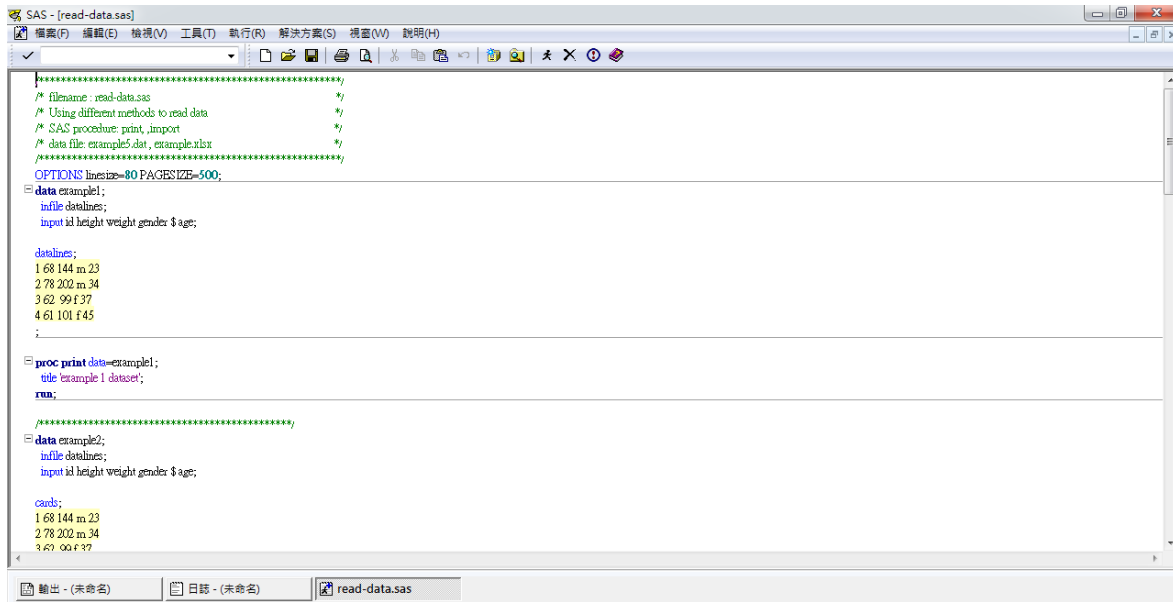 SAS - [read-data.sas]
檔案(F) 編輯(E) 檢視(V) 工具(T) 執行(R) 解決方案(S) 視窗(W) 說明(H)
/*********************************************************/
/* filename : read-data.sas */
/* Using different methods to read data */
/* SAS procedure: print, ,import */
/* data file: example5.dat , example.xlsx */
/*********************************************************/
OPTIONS linesize=80 PAGESIZE=500;
data example1;
infile datalines;
input id height weight gender $ age;
datalines;
1 68 144 m 23
2 78 202 m 34
3 62  99 f 37
4 61 101 f 45
;
proc print data=example1;
title 'example 1 dataset';
run;
/***********************************************/
data example2;
infile datalines;
input id height weight gender $ age;
cards;
1 68 144 m 23
2 78 202 m 34
3 62  99 f 37
輸出 - (未命名) 日誌 - (未命名) read-data.sas